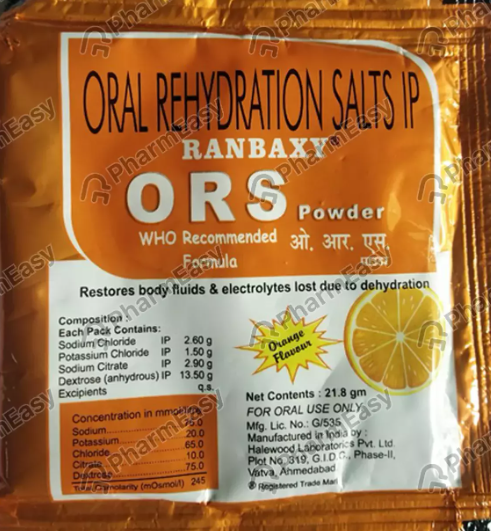 ORAL REHYDRATION SALTS IP
RANBAXY®
ORS Powder
WHO Recommended
Formula
ओ. आर. एस.
पाउडर
Restores body fluids & electrolytes lost due to dehydration
Composition :
Each Pack Contains:
Sodium Chloride IP 2.60 g
Potassium Chloride IP 1.50 g
Sodium Citrate IP 2.90 g
Dextrose (anhydrous) IP 13.50 g
Excipients q.s.
Orange
Flavour
Concentration in mmoles/L
Sodium 75.0
Potassium 20.0
Chloride 65.0
Citrate 10.0
Dextrose 75.0
Total Osmolarity (mOsmol/l) 245
Net Contents : 21.8 gm
FOR ORAL USE ONLY
Mfg. Lic. No.: G/535
Manufactured in India by :
Halewood Laboratories Pvt. Ltd.
Plot No. 319, G.I.D.C., Phase-II,
Vatva, Ahmedabad
® Registered Trade Mark
PharmEasy